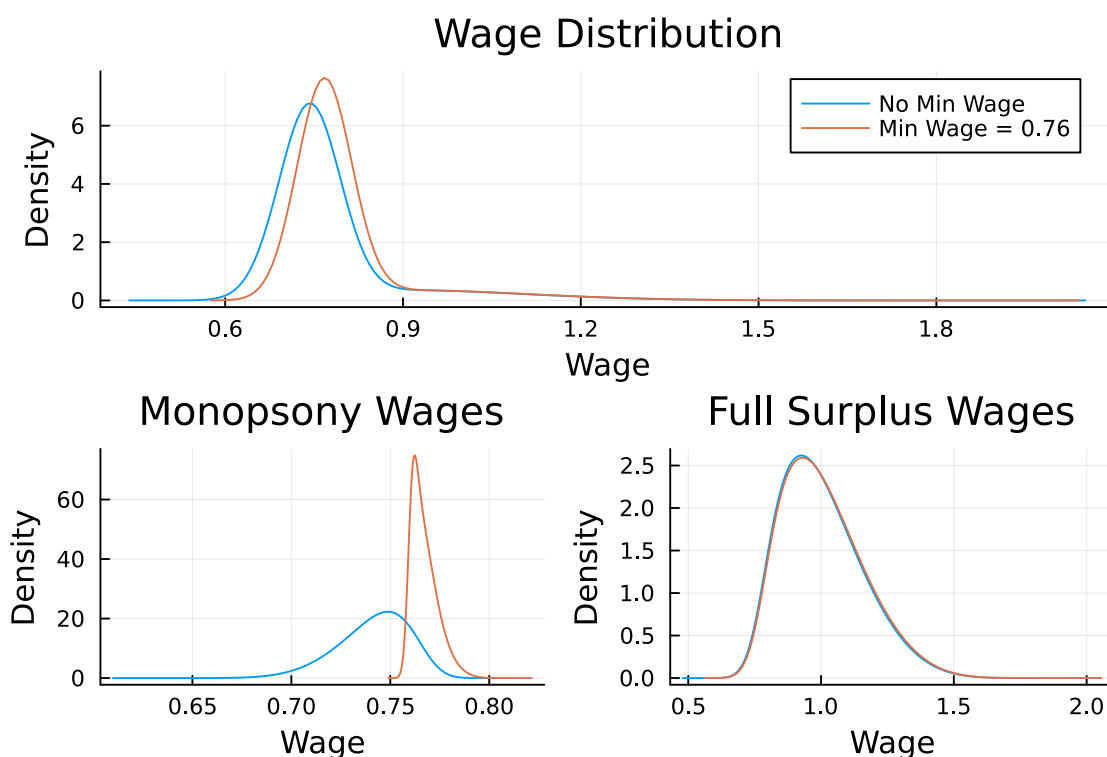 Wage Distribution
Density
6
4
2
0
No Min Wage
Min Wage = 0.76
0.6 0.9 1.2 1.5 1.8
Wage
Monopsony Wages
Density
60
40
20
0
0.65 0.70 0.75 0.80
Wage
Full Surplus Wages
Density
2.5
2.0
1.5
1.0
0.5
0.0
0.5 1.0 1.5 2.0
Wage